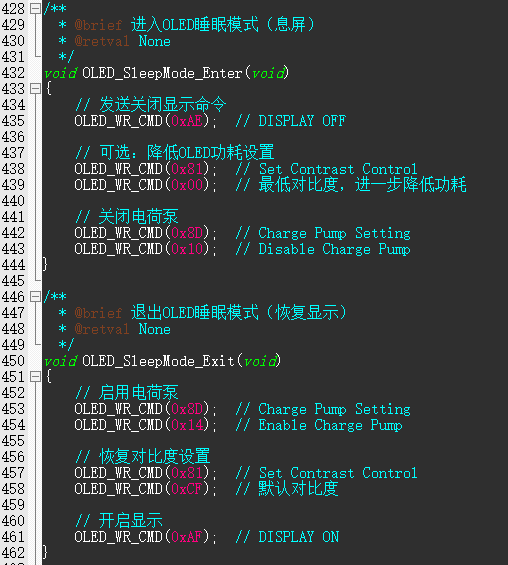 428 /**
429 * @brief 进入OLED睡眠模式（息屏）
430 * @retval None
431 */
432 void OLED_SleepMode_Enter(void)
433 {
434 // 发送关闭显示命令
435 OLED_WR_CMD(0xAE); // DISPLAY OFF
436
437 // 可选：降低OLED功耗设置
438 OLED_WR_CMD(0x81); // Set Contrast Control
439 OLED_WR_CMD(0x00); // 最低对比度，进一步降低功耗
440
441 // 关闭电荷泵
442 OLED_WR_CMD(0x8D); // Charge Pump Setting
443 OLED_WR_CMD(0x10); // Disable Charge Pump
444 }
445
446 /**
447 * @brief 退出OLED睡眠模式（恢复显示）
448 * @retval None
449 */
450 void OLED_SleepMode_Exit(void)
451 {
452 // 启用电荷泵
453 OLED_WR_CMD(0x8D); // Charge Pump Setting
454 OLED_WR_CMD(0x14); // Enable Charge Pump
455
456 // 恢复对比度设置
457 OLED_WR_CMD(0x81); // Set Contrast Control
458 OLED_WR_CMD(0xCF); // 默认对比度
459
460 // 开启显示
461 OLED_WR_CMD(0xAF); // DISPLAY ON
462 }